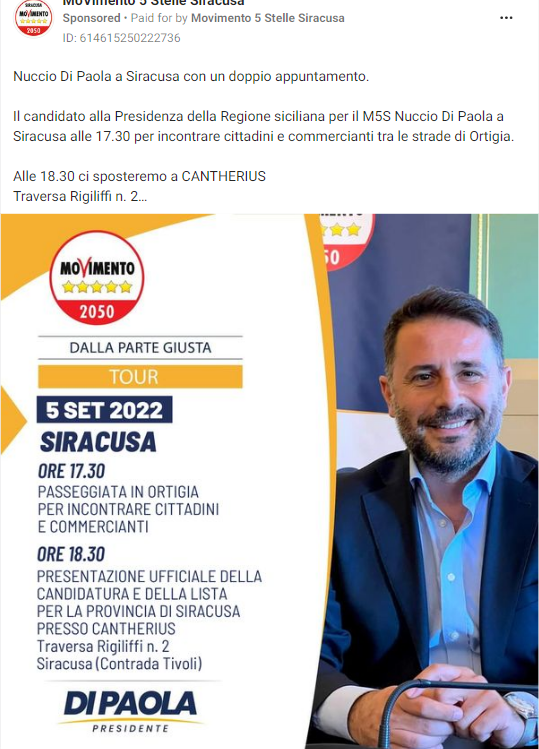 MoVimento 5 Stelle Siracusa
MOVIMENTO
2050
Sponsored • Paid for by MoVimento 5 Stelle Siracusa
ID: 614615250222736
Nuccio Di Paola a Siracusa con un doppio appuntamento.
Il candidato alla Presidenza della Regione siciliana per il M5S Nuccio Di Paola a
Siracusa alle 17.30 per incontrare cittadini e commercianti tra le strade di Ortigia.
Alle 18.30 ci sposteremo a CANTHERIUS
Traversa Rigiliffi n. 2...
MOVIMENTO
2050
DALLA PARTE GIUSTA
TOUR
5 SET 2022
SIRACUSA
ORE 17.30
PASSEGGIATA IN ORTIGIA
PER INCONTRARE CITTADINI
E COMMERCIANTI
ORE 18.30
PRESENTAZIONE UFFICIALE DELLA
CANDIDATURA E DELLA LISTA
PER LA PROVINCIA DI SIRACUSA
PRESSO CANTHERIUS
Traversa Rigiliffi n. 2
Siracusa (Contrada Tivoli)
DI PAOLA
PRESIDENTE